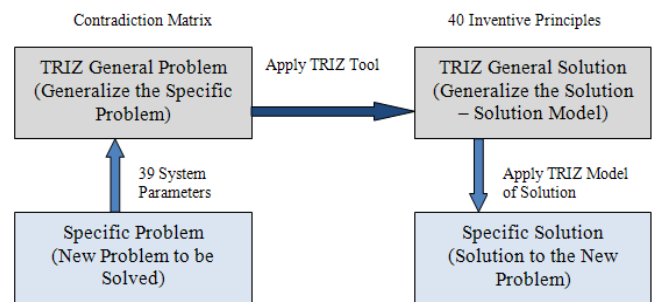 Contradiction Matrix
40 Inventive Principles
TRIZ General Problem
(Generalize the Specific
Problem)
Apply TRIZ Tool
TRIZ General Solution
(Generalize the Solution
– Solution Model)
39 System
Parameters
Apply TRIZ Model
of Solution
Specific Problem
(New Problem to be
Solved)
Specific Solution
(Solution to the New
Problem)